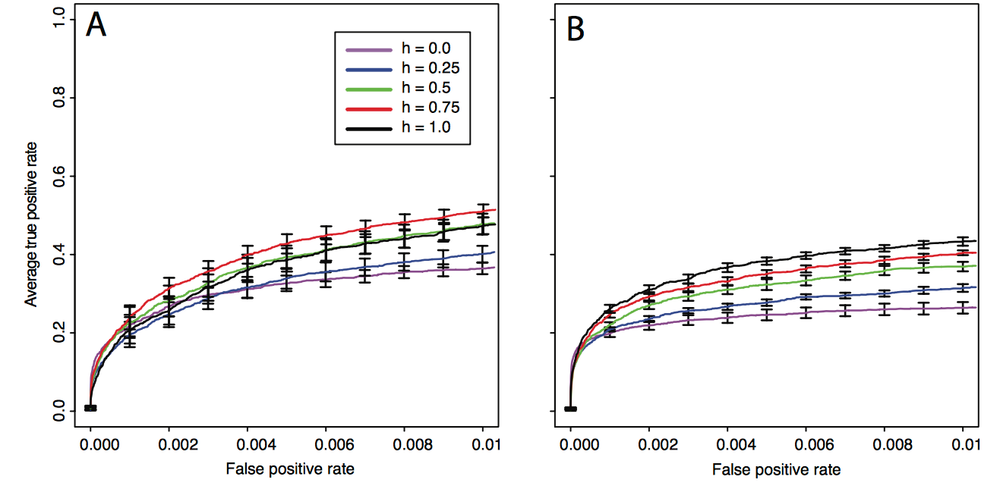 A
B
h = 0.0
h = 0.25
h = 0.5
h = 0.75
h = 1.0
1.0
0.8
0.6
0.4
0.2
0.0
Average true positive rate
0.000 0.002 0.004 0.006 0.008 0.01
0.000 0.002 0.004 0.006 0.008 0.01
False positive rate
False positive rate